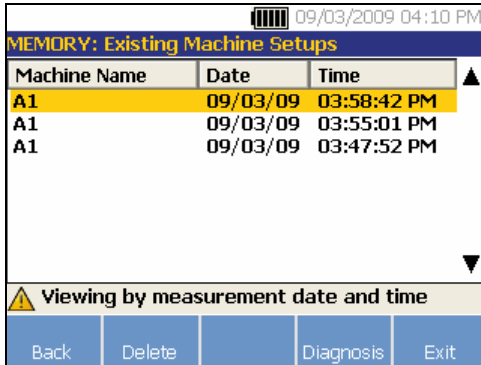 09/03/2009 04:10 PM
MEMORY: Existing Machine Setups
Machine Name Date Time
A1 09/03/09 03:58:42 PM
A1 09/03/09 03:55:01 PM
A1 09/03/09 03:47:52 PM
Viewing by measurement date and time
Back Delete Diagnosis Exit